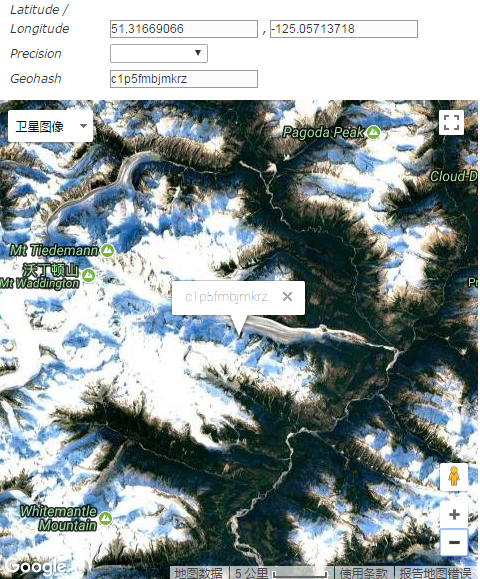 Latitude /
Longitude 51.31669066 , -125.05713718
Precision
Geohash c1p5fmbjmkrz
卫星图像
Pagoda Peak
Cloud-D
Mt Tiedemann
沃丁顿山
Mt Waddington
Pr
c1p5fmbjmkrz
Whitemantle
Mountain
Google
地图数据 5 公里 使用条款 报告地图错误